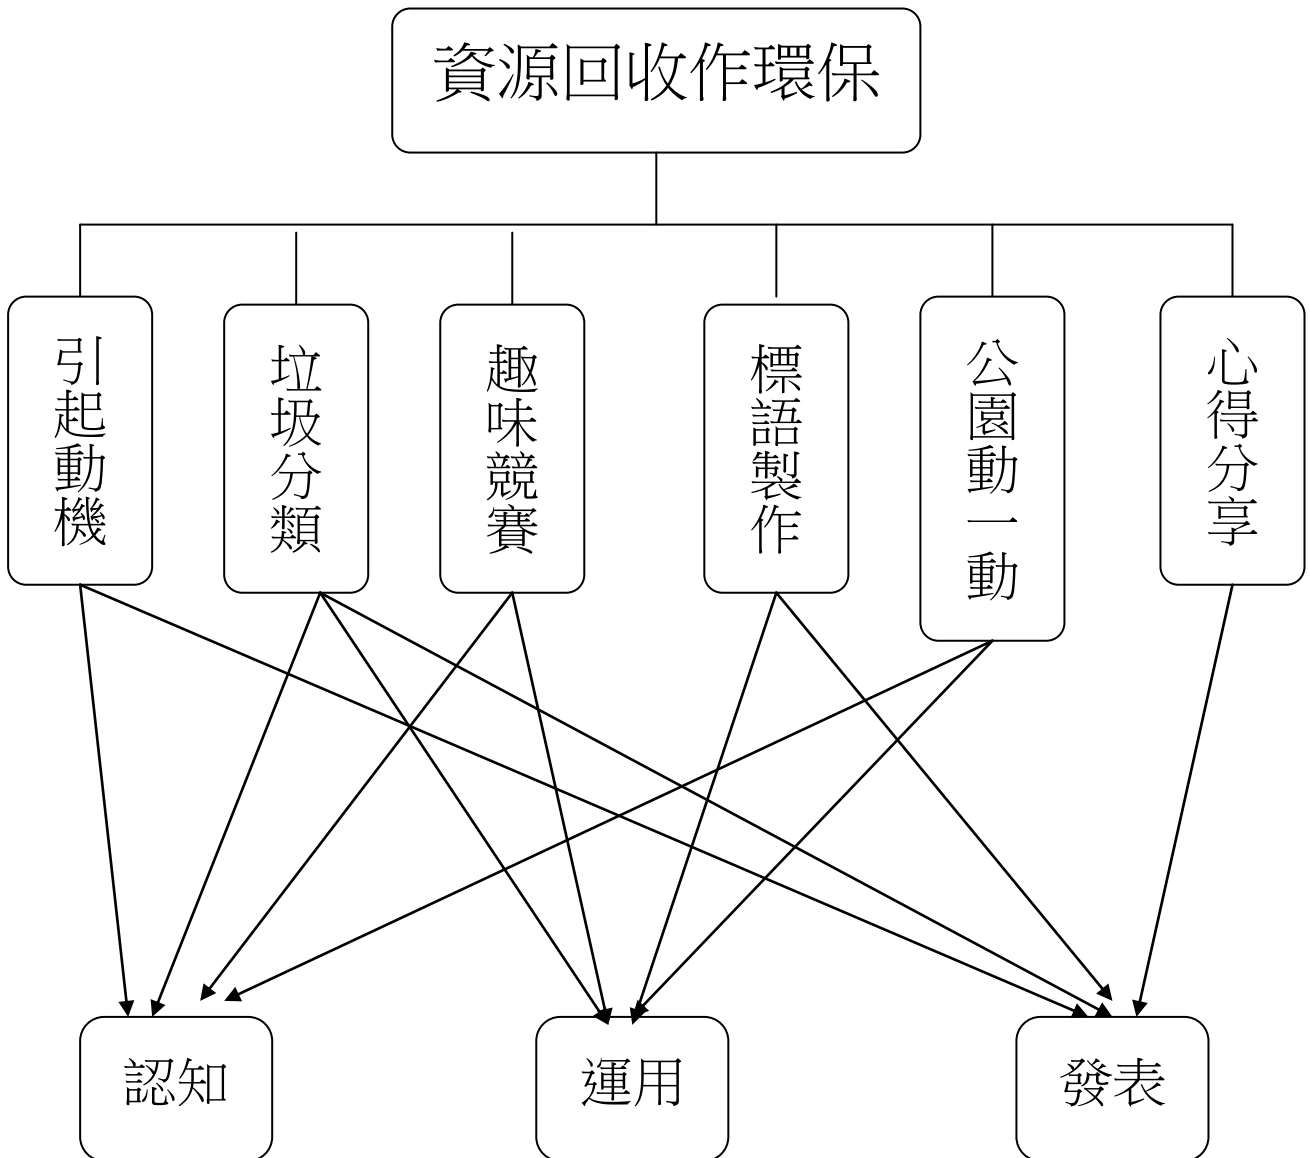 資源回收作環保
引起動機
垃圾分類
趣味競賽
標語製作
公園動一動
心得分享
認知
運用
發表